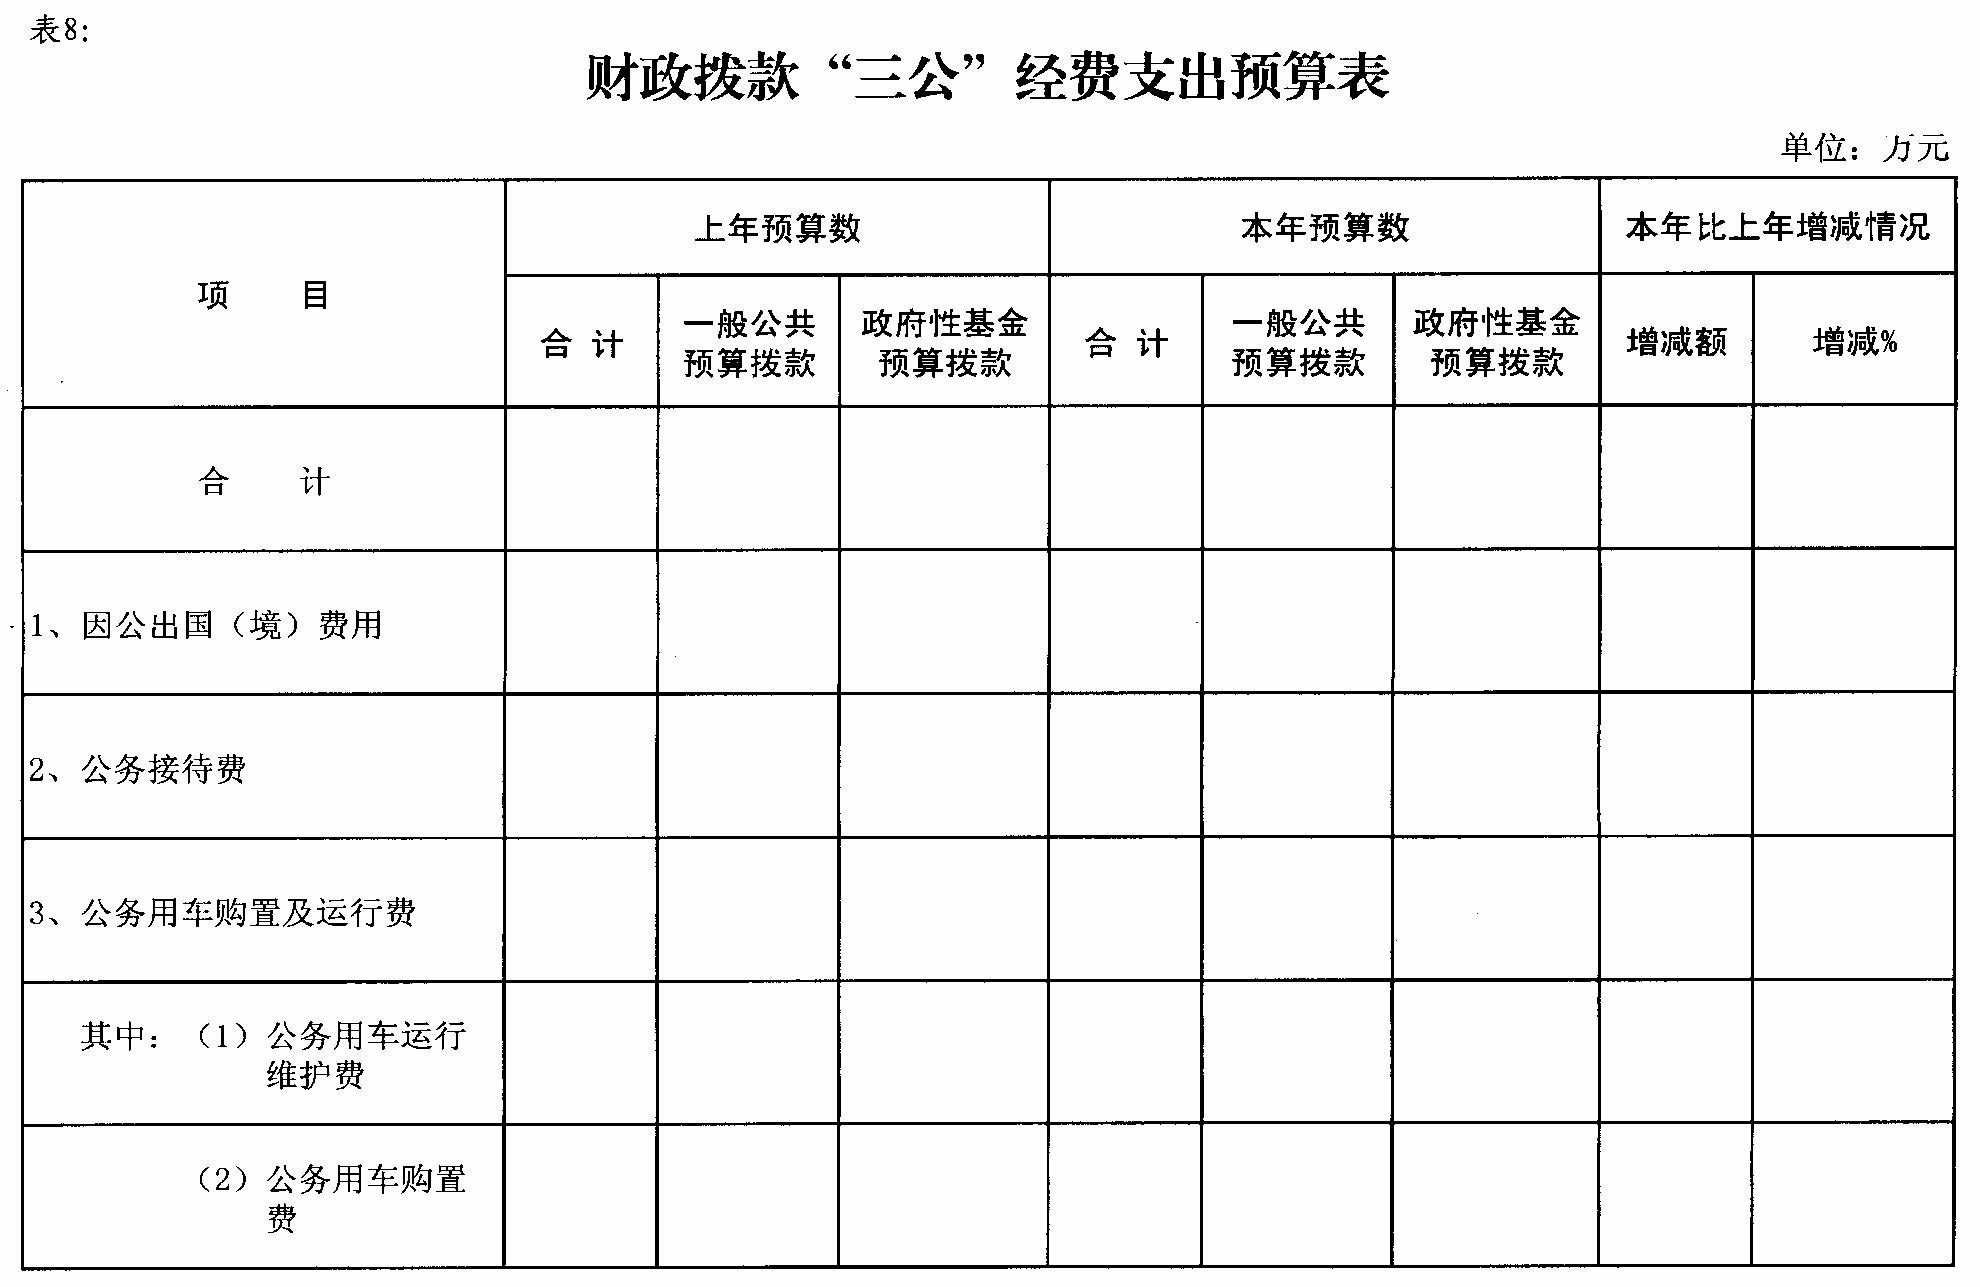 表8:
财政拨款“三公”经费支出预算表
单位：万元
项 目
上年预算数
本年预算数
本年比上年增减情况
合 计
一般公共
预算拨款
政府性基金
预算拨款
合 计
一般公共
预算拨款
政府性基金
预算拨款
增减额
增减%
合 计
1、因公出国（境）费用
2、公务接待费
3、公务用车购置及运行费
其中：（1）公务用车运行
维护费
（2）公务用车购置
费